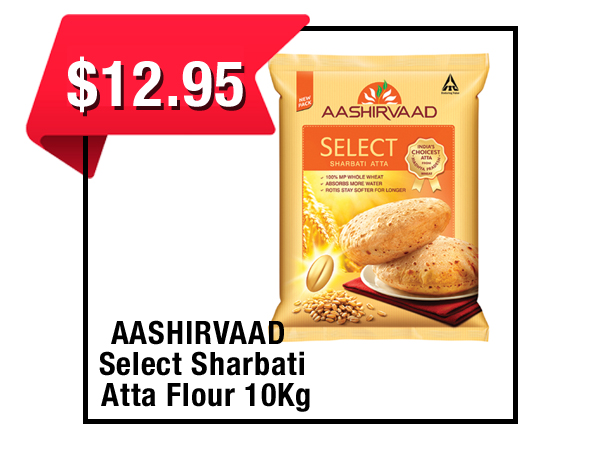 $12.95
NEW
PACK
AASHIRVAAD
SELECT
SHARBATI ATTA
INDIA'S
CHOICEST
ATTA
100% MP WHOLE WHEAT
ABSORBS MORE WATER
ROTIS STAY SOFTER FOR LONGER
AASHIRVAAD
Select Sharbati
Atta Flour 10Kg